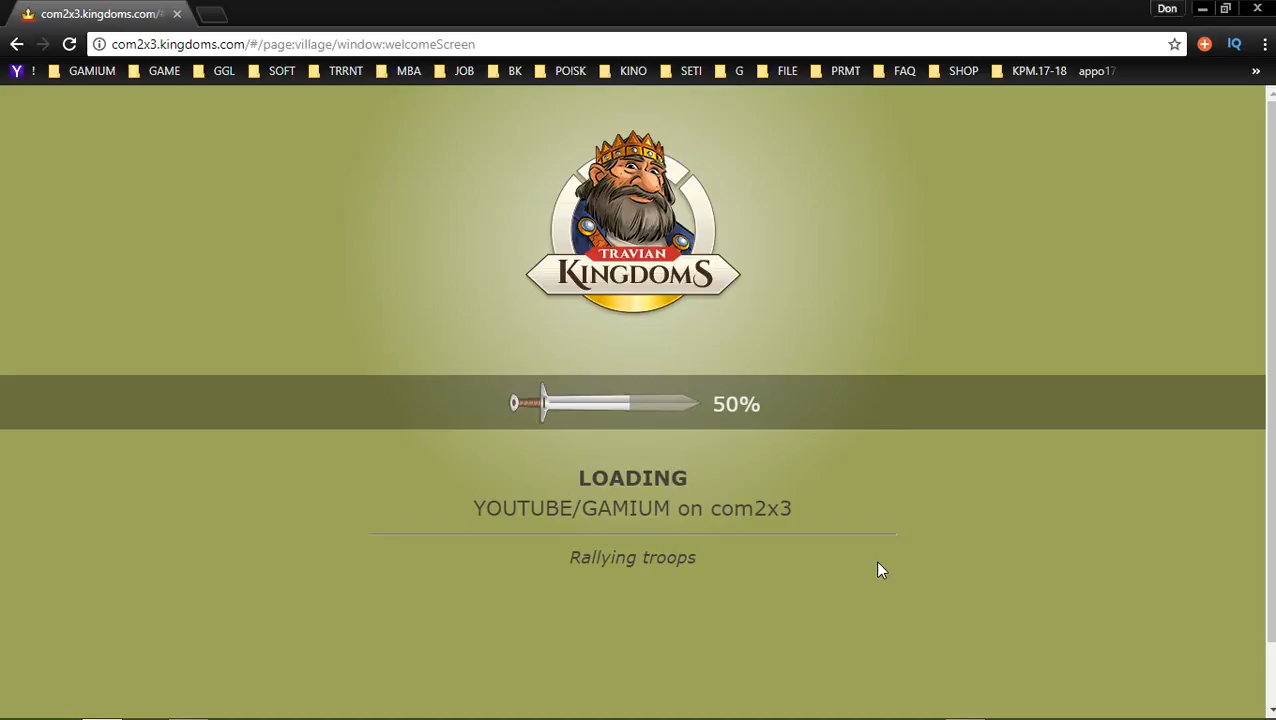 com2x3.kingdoms.com/#
Don
com2x3.kingdoms.com/#/page:village/window:welcomeScreen
IQ
Y ! GAMIUM GAME GGL SOFT TRRNT MBA JOB BK POISK KINO SETI G FILE PRMT FAQ SHOP KPM.17-18 appo17 »
TRAVIAN
KINGDOMS
50%
LOADING
YOUTUBE/GAMIUM on com2x3
Rallying troops